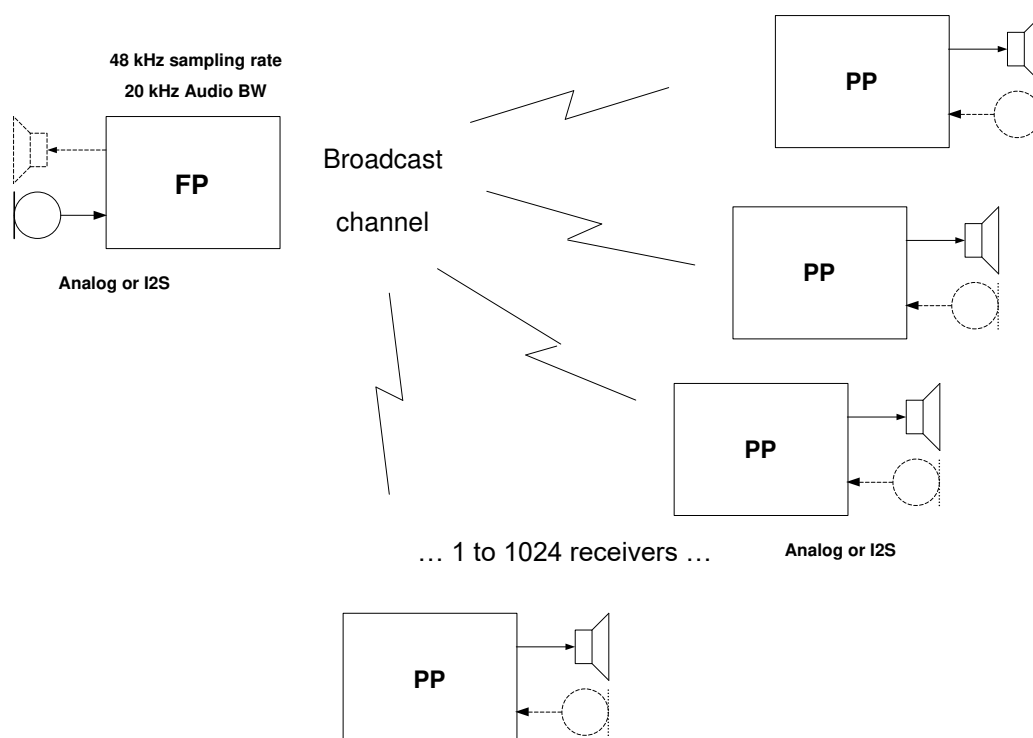 48 kHz sampling rate
20 kHz Audio BW
FP
Analog or I2S
Broadcast
channel
PP
PP
PP
Analog or I2S
… 1 to 1024 receivers …
PP